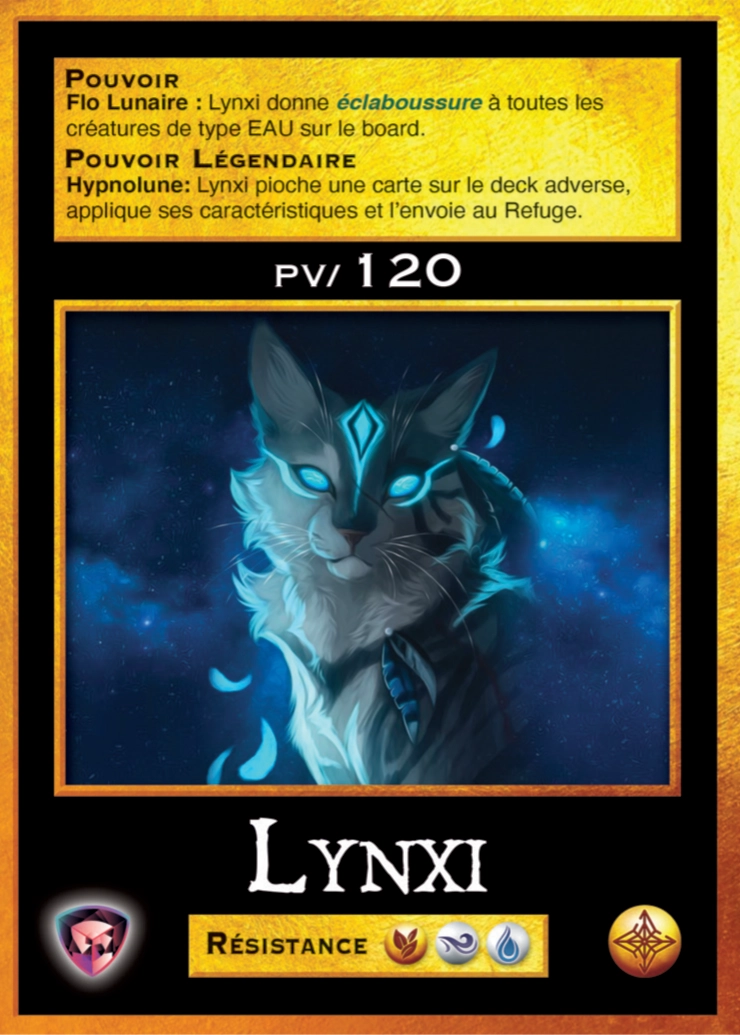 Pouvoir
Flo Lunaire : Lynxi donne éclaboussure à toutes les
créatures de type EAU sur le board.
Pouvoir Légendaire
Hypnolune: Lynxi pioche une carte sur le deck adverse,
applique ses caractéristiques et l'envoie au Refuge.
PV/ 120
Lynxi
Résistance